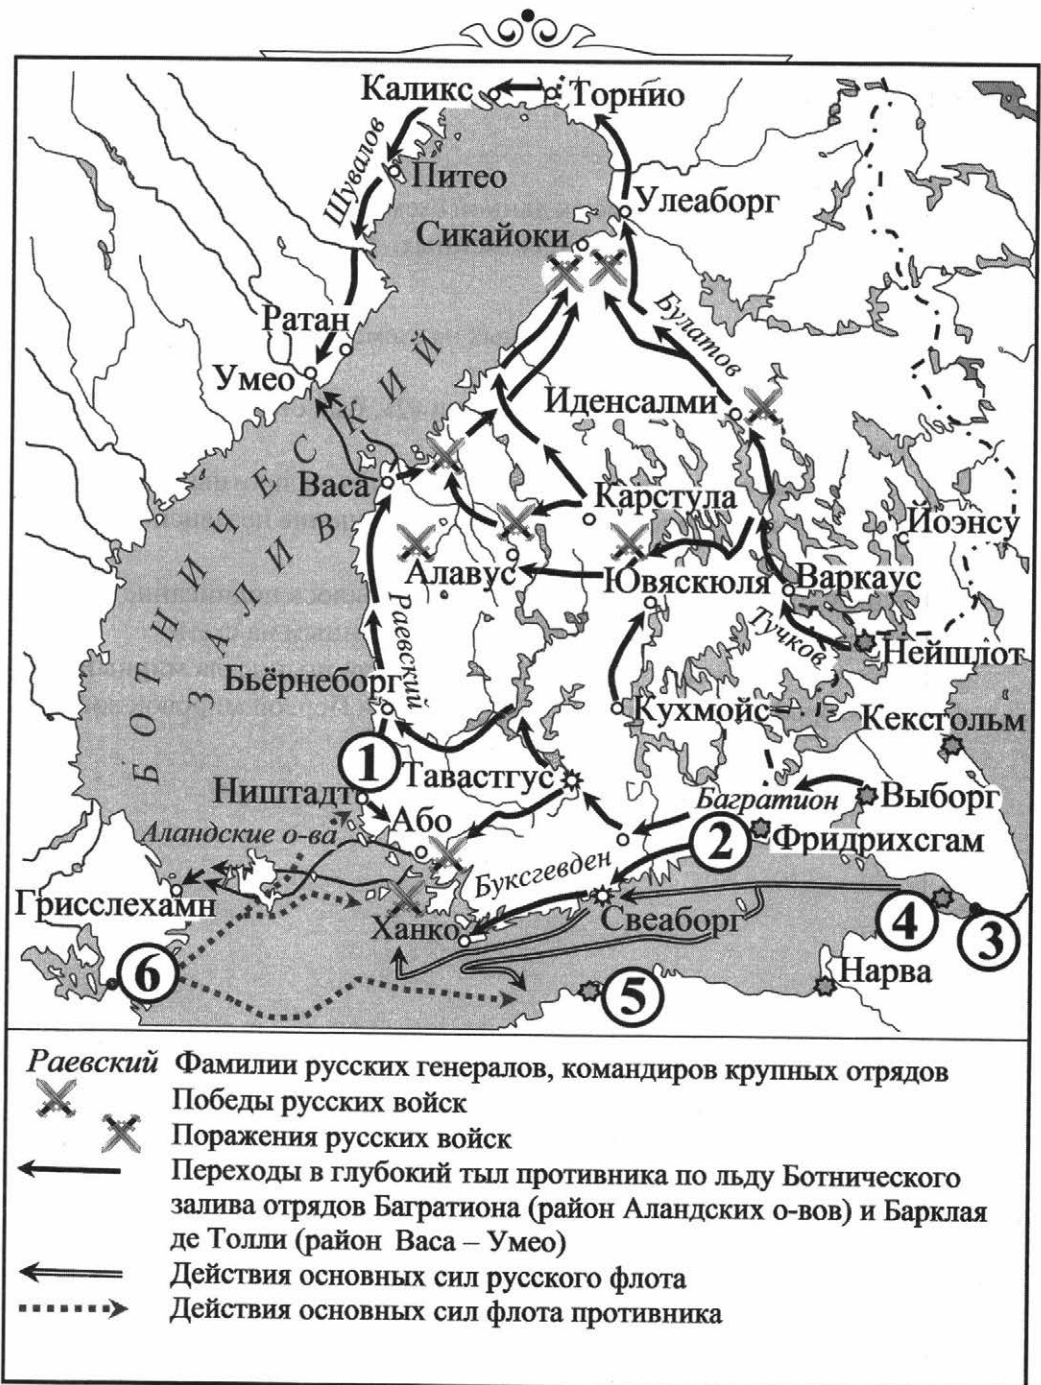 Каликс
Торнио
Шувалов
Питео
Улеаборг
Сикайоки
Булатов
Ратан
Умео
Иденсалми
БОТНИЧЕСКИЙ
ЗАЛИВ
Васа
Карстула
Йоэнсу
Алавус
Ювяскюля
Варкаус
Раевский
Тучков
Нейшлот
Бьёрнеборг
Кухмойс
Кекстольм
1
Тавастгус
Ништадт
Багратион
Выборг
Аландские о-ва
Або
2
Фридрихсгам
Буксгевден
Грисслехамн
Ханко
Свеаборг
4
3
6
5
Нарва
Раевский Фамилии русских генералов, командиров крупных отрядов
Победы русских войск
Поражения русских войск
Переходы в глубокий тыл противника по льду Ботнического
залива отрядов Багратиона (район Аландских о-вов) и Барклая
де Толли (район Васа – Умео)
Действия основных сил русского флота
Действия основных сил флота противника